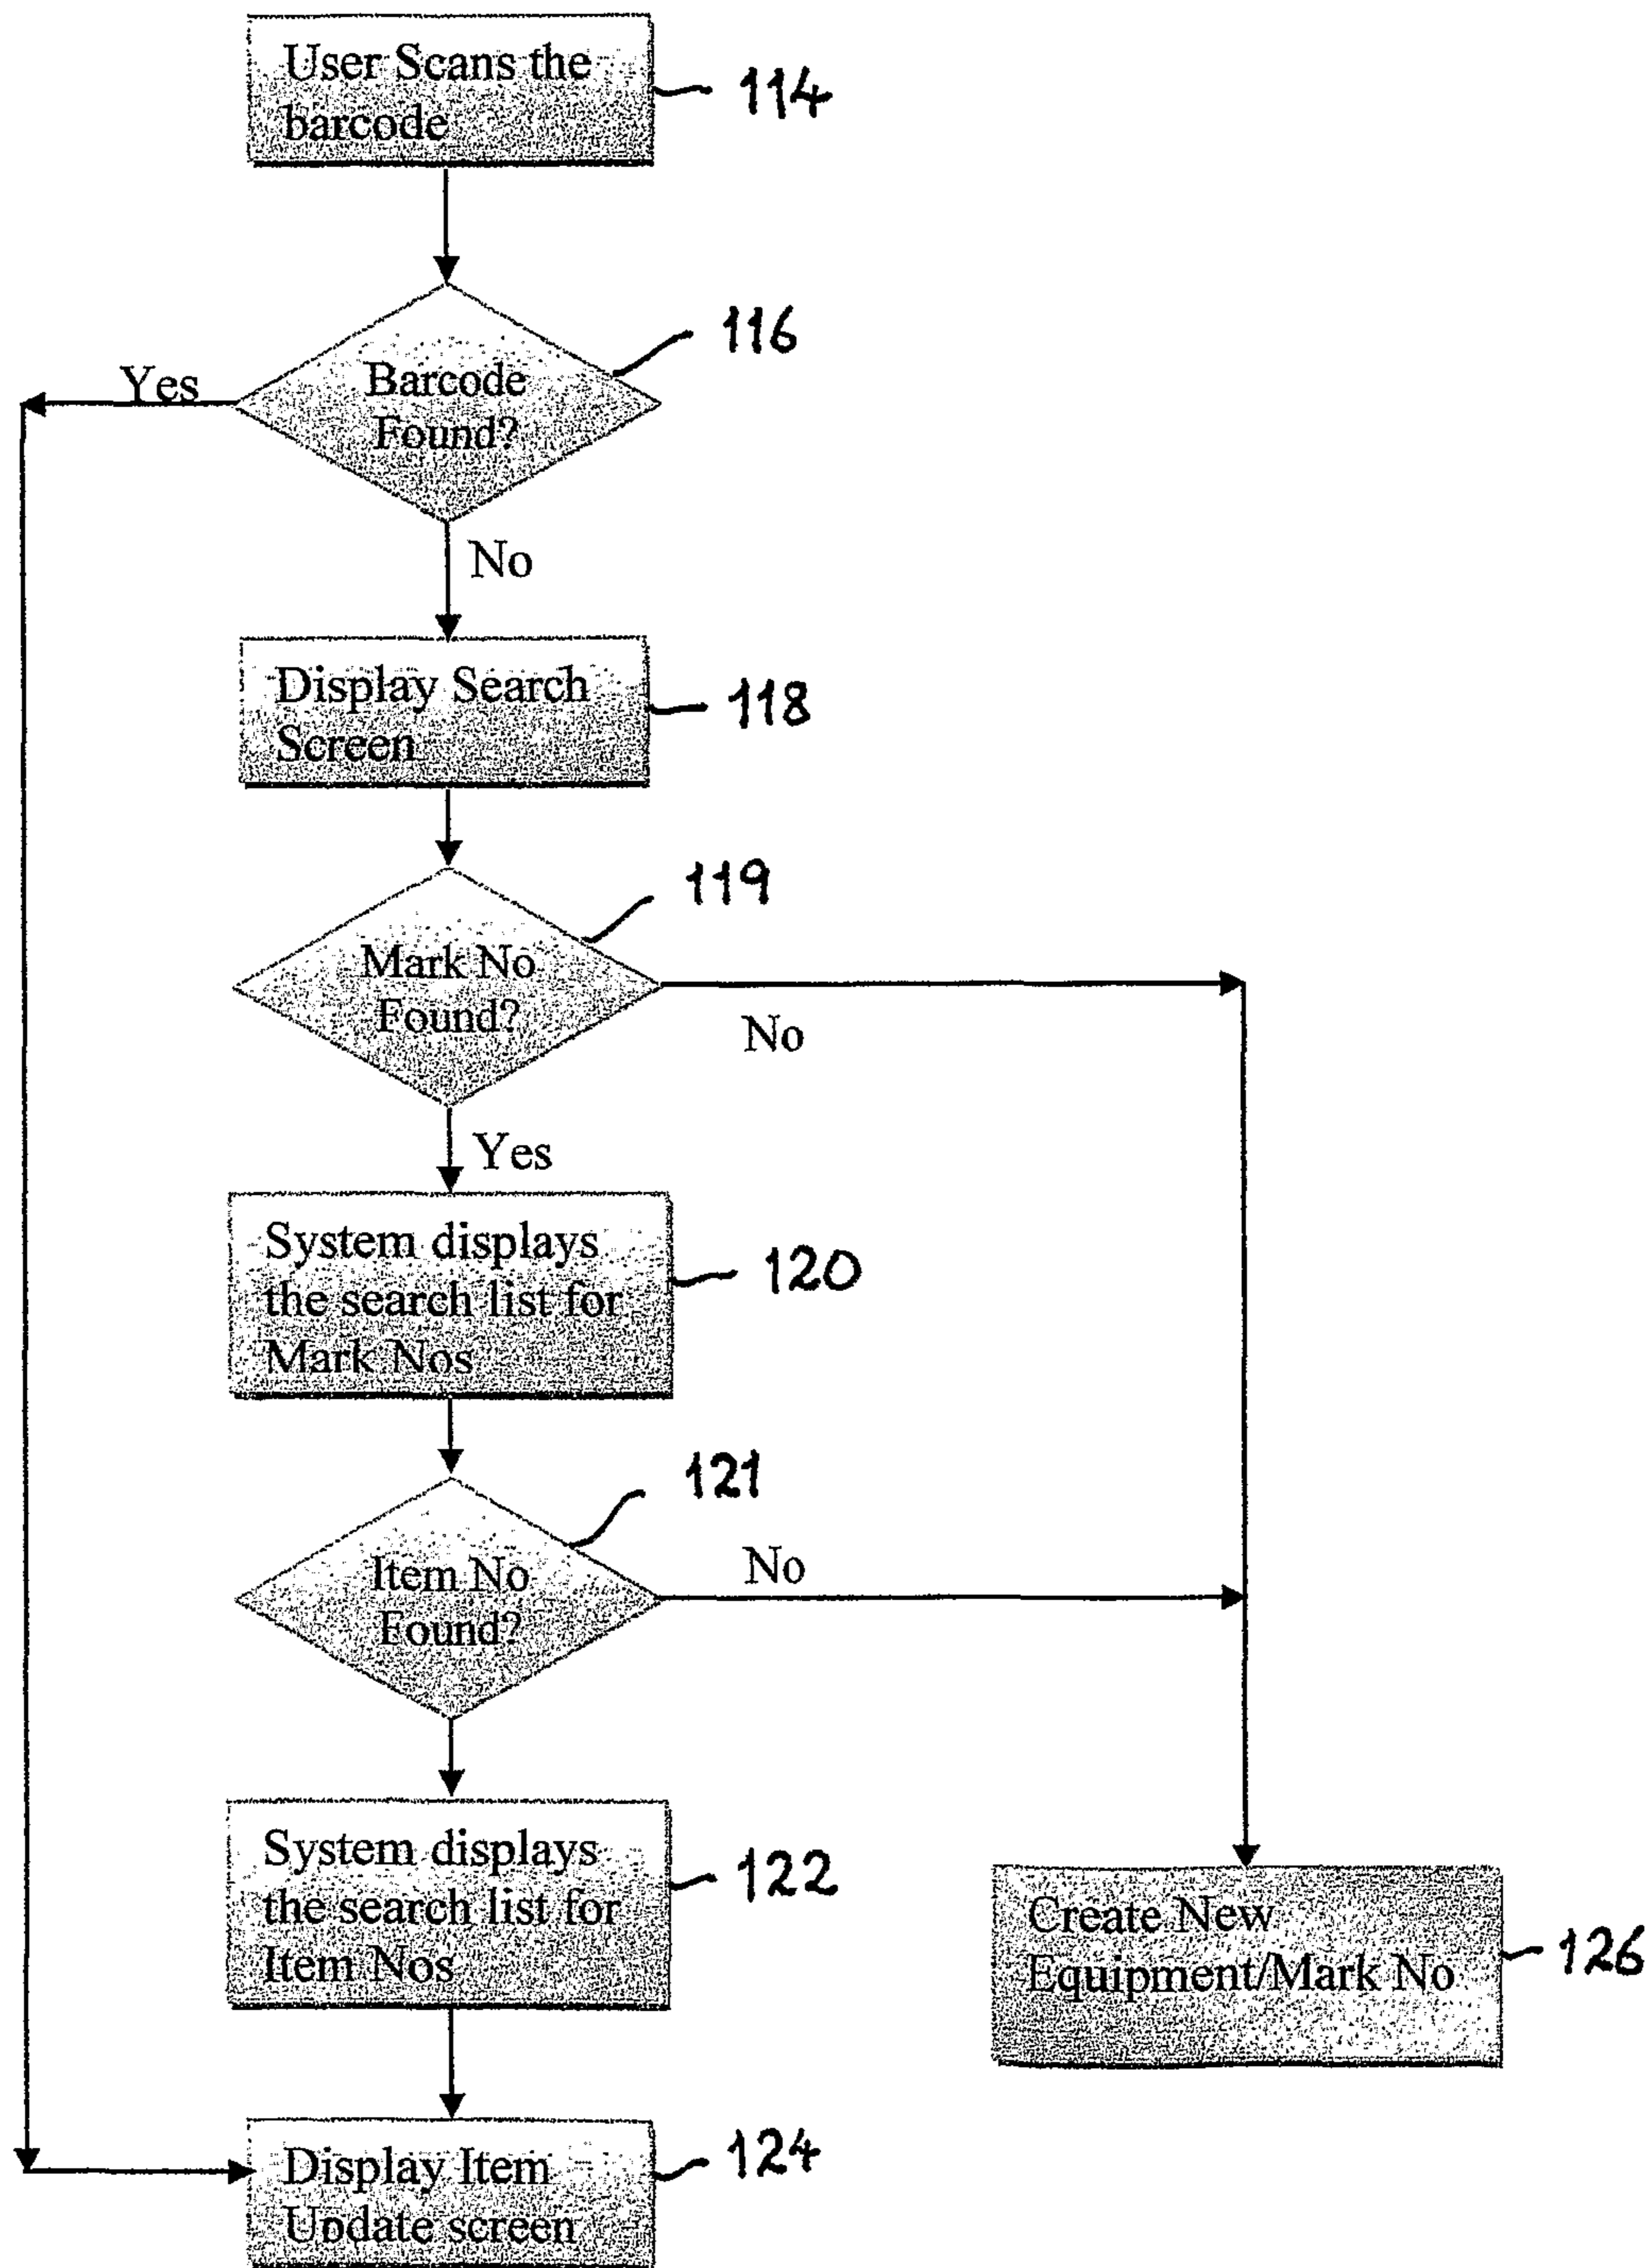 User Scans the
barcode
114
116
Barcode
Found?
Yes
No
Display Search
Screen
118
119
Mark No
Found?
No
Yes
System displays
the search list for
Mark Nos
120
121
Item No
Found?
No
System displays
the search list for
Item Nos
122
Create New
Equipment/Mark No
126
Display Item
Update screen
124